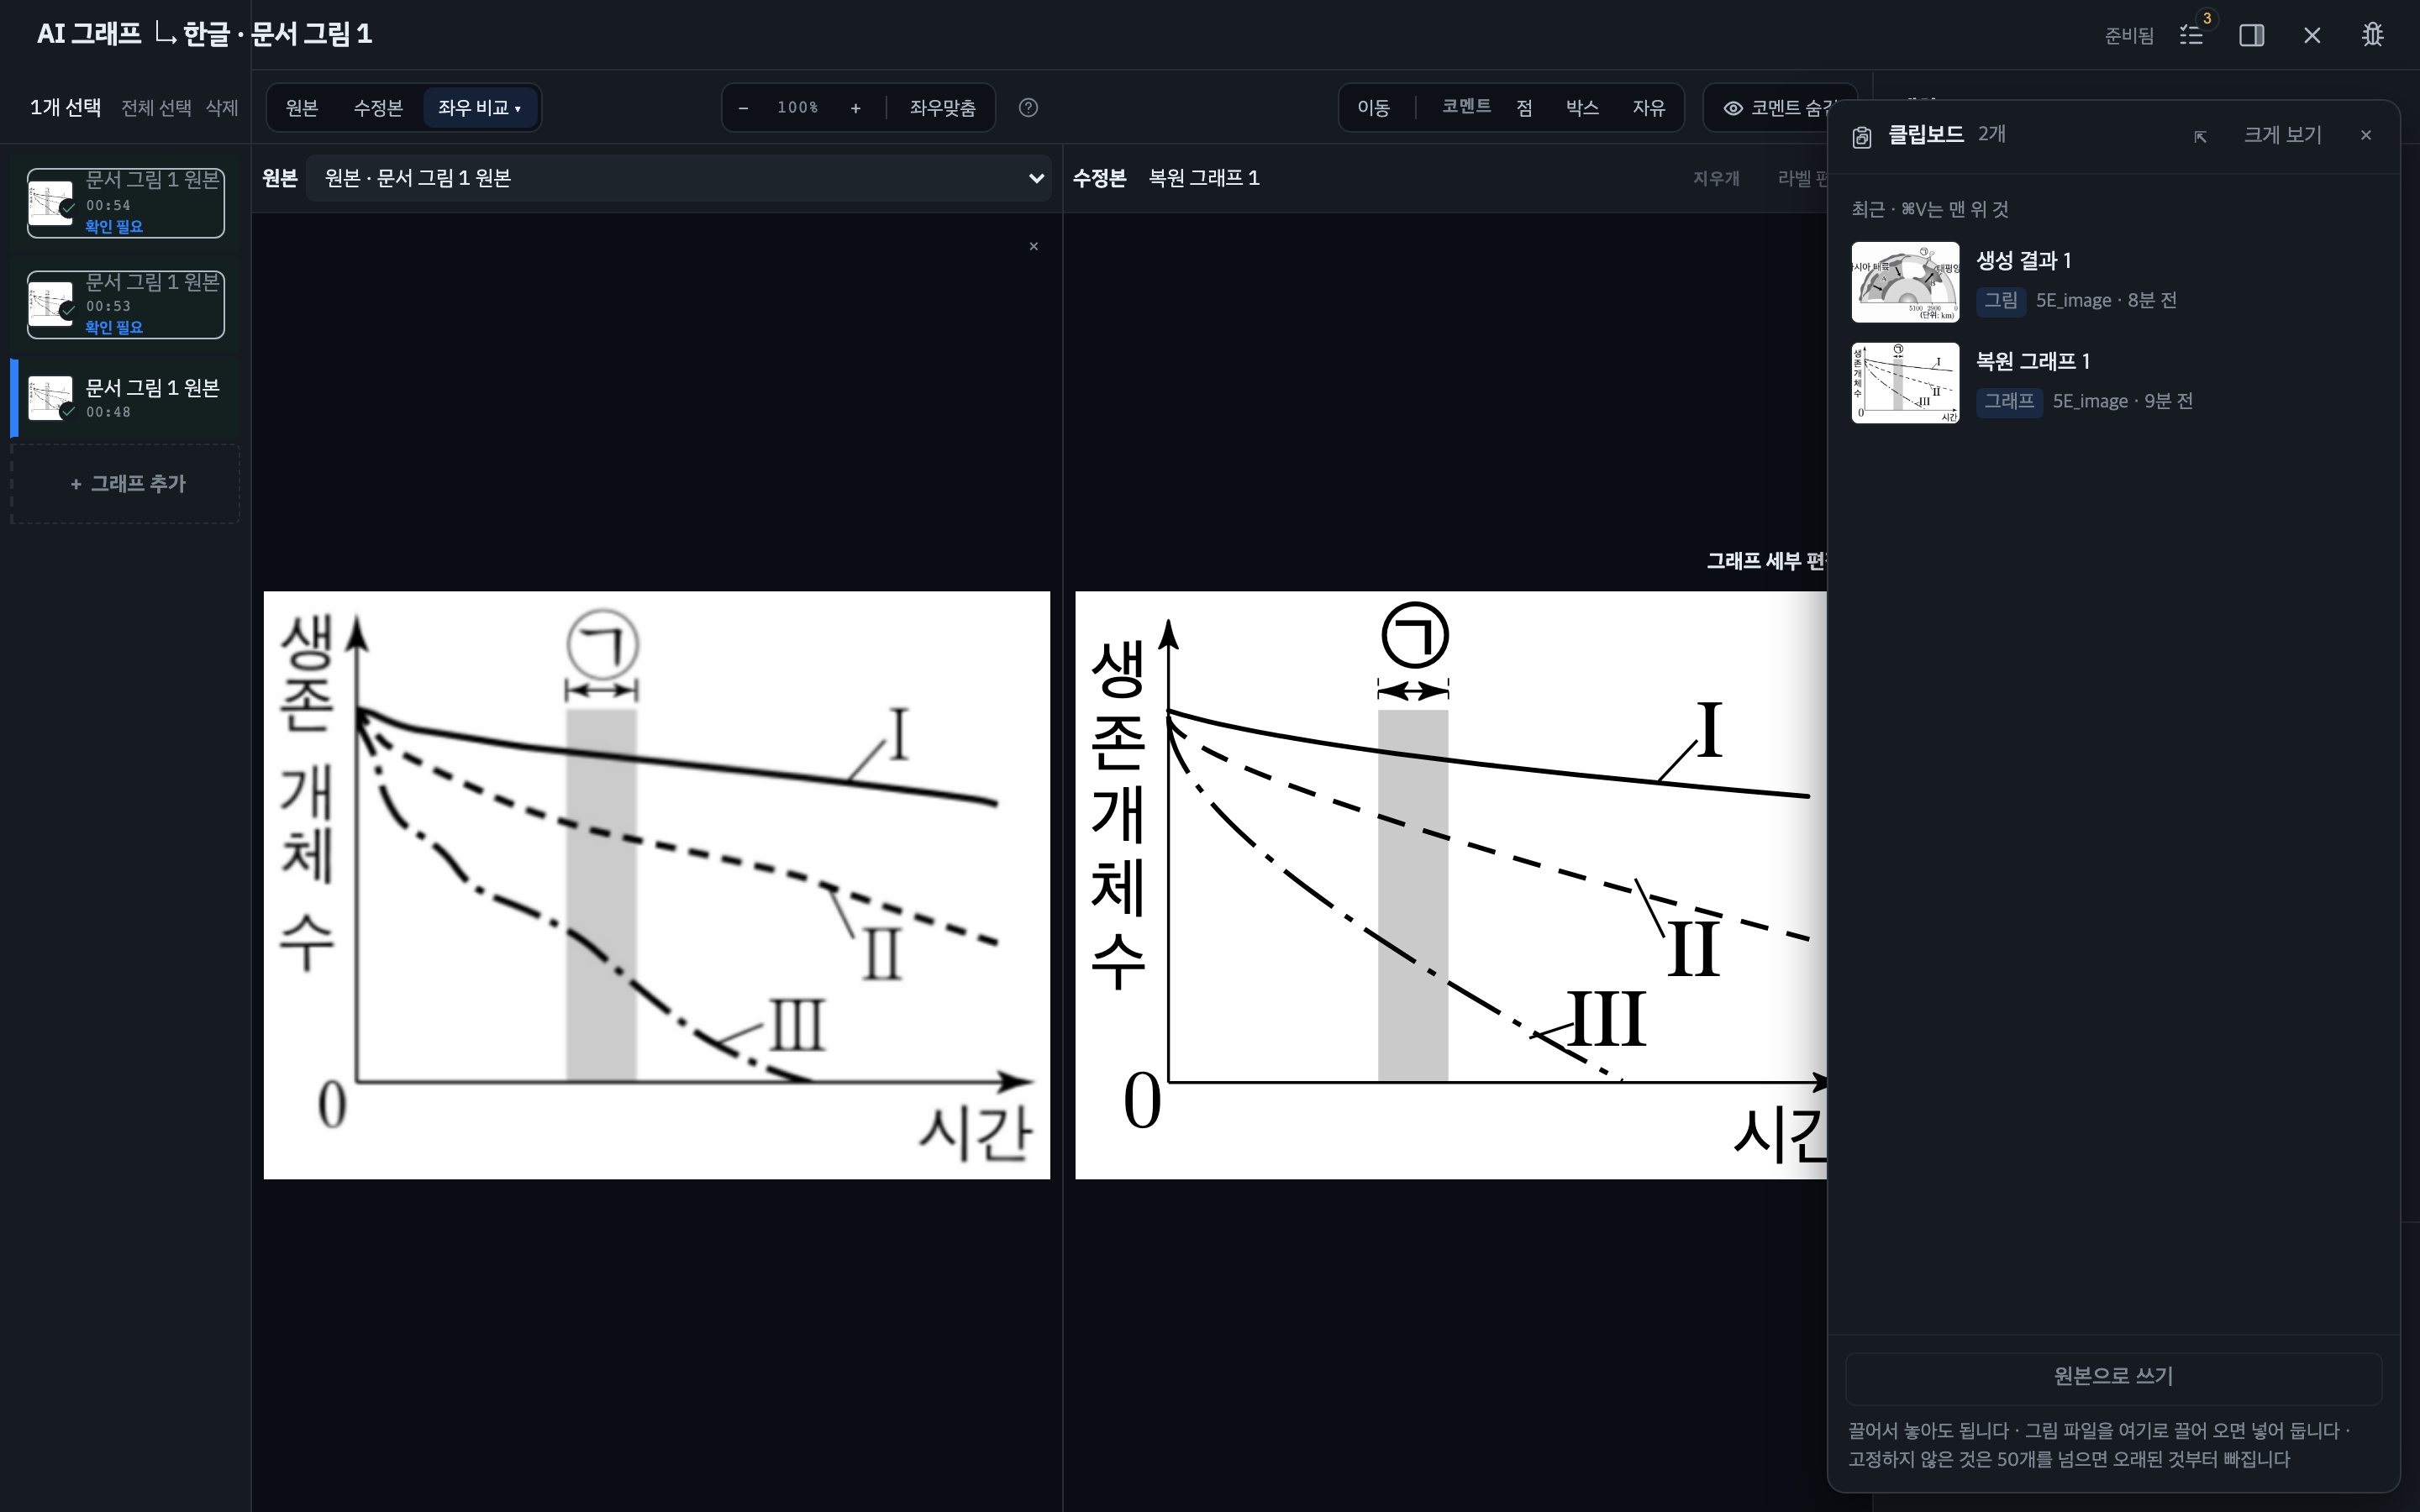 AI 그래프 ㄴ→ 한글 · 문서 그림 1
준비됨
3
1개 선택 전체 선택 삭제
원본 수정본 좌우 비교 ▾
− 100% + 좌우맞춤 ?
이동 코멘트 점 박스 자유
코멘트 숨김
문서 그림 1 원본
00:54
확인 필요
문서 그림 1 원본
00:53
확인 필요
문서 그림 1 원본
00:48
+ 그래프 추가
원본 원본 · 문서 그림 1 원본
×
생존 개체 수
㉠
I
II
III
0
시간
수정본 복원 그래프 1
지우개 라벨 편
그래프 세부 편
생존개체수
㉠
I
II
III
0
시간
클립보드 2개 크게 보기 ×
최근 · ⌘V는 맨 위 것
생성 결과 1
그림 5E_image · 8분 전
복원 그래프 1
그래프 5E_image · 9분 전
원본으로 쓰기
끌어서 놓아도 됩니다 · 그림 파일을 여기로 끌어 오면 넣어 둡니다 ·
고정하지 않은 것은 50개를 넘으면 오래된 것부터 빠집니다